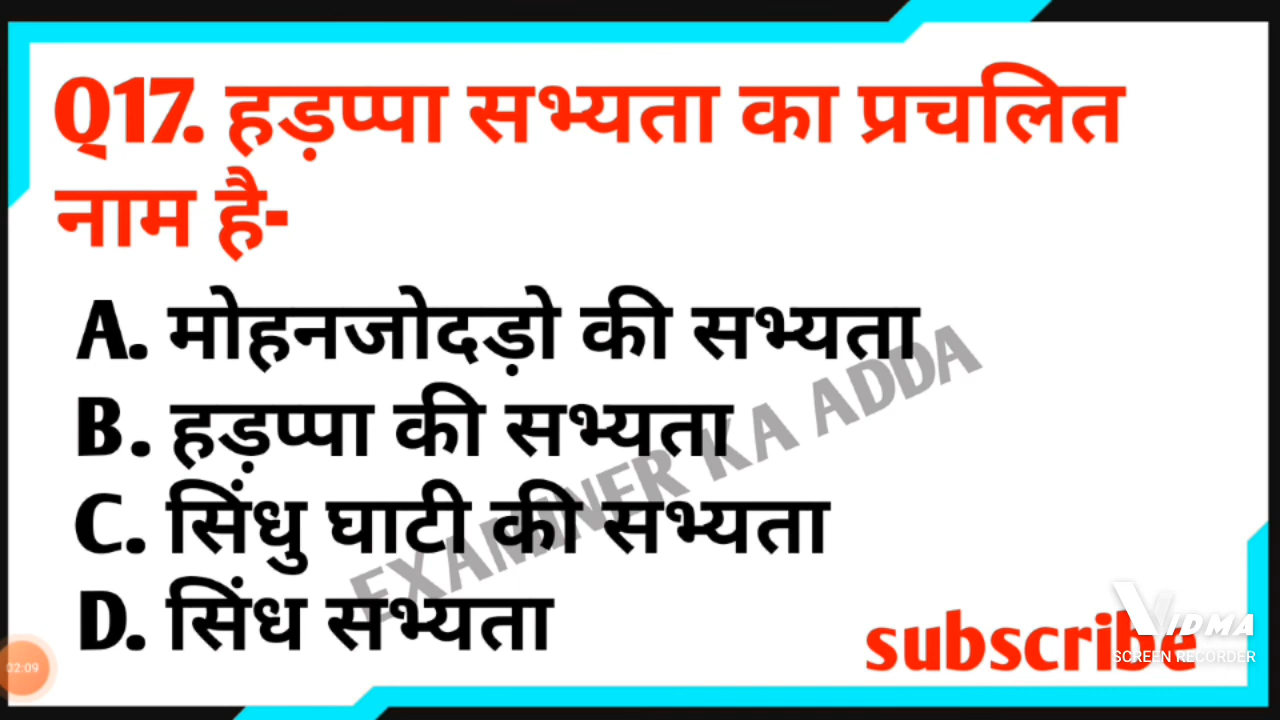 Q17. हड़प्पा सभ्यता का प्रचलित
नाम है-
A. मोहनजोदड़ो की सभ्यता
B. हड़प्पा की सभ्यता
C. सिंधु घाटी की सभ्यता
D. सिंध सभ्यता
EXAMINER KA ADDA
subscribe
VIDMA
SCREEN RECORDER
02:09